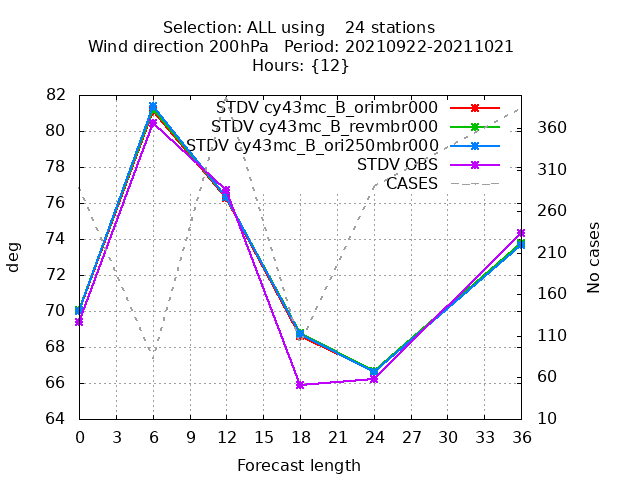 Selection: ALL using    24 stations
Wind direction 200hPa   Period: 20210922-20211021
Hours: {12}
STDV cy43mc_B_orimbr000
STDV cy43mc_B_revmbr000
STDV cy43mc_B_ori250mbr000
STDV OBS
CASES
82
80
78
76
74
72
70
68
66
64
deg
360
310
260
210
160
110
60
10
No cases
0 3 6 9 12 15 18 21 24 27 30 33 36
Forecast length